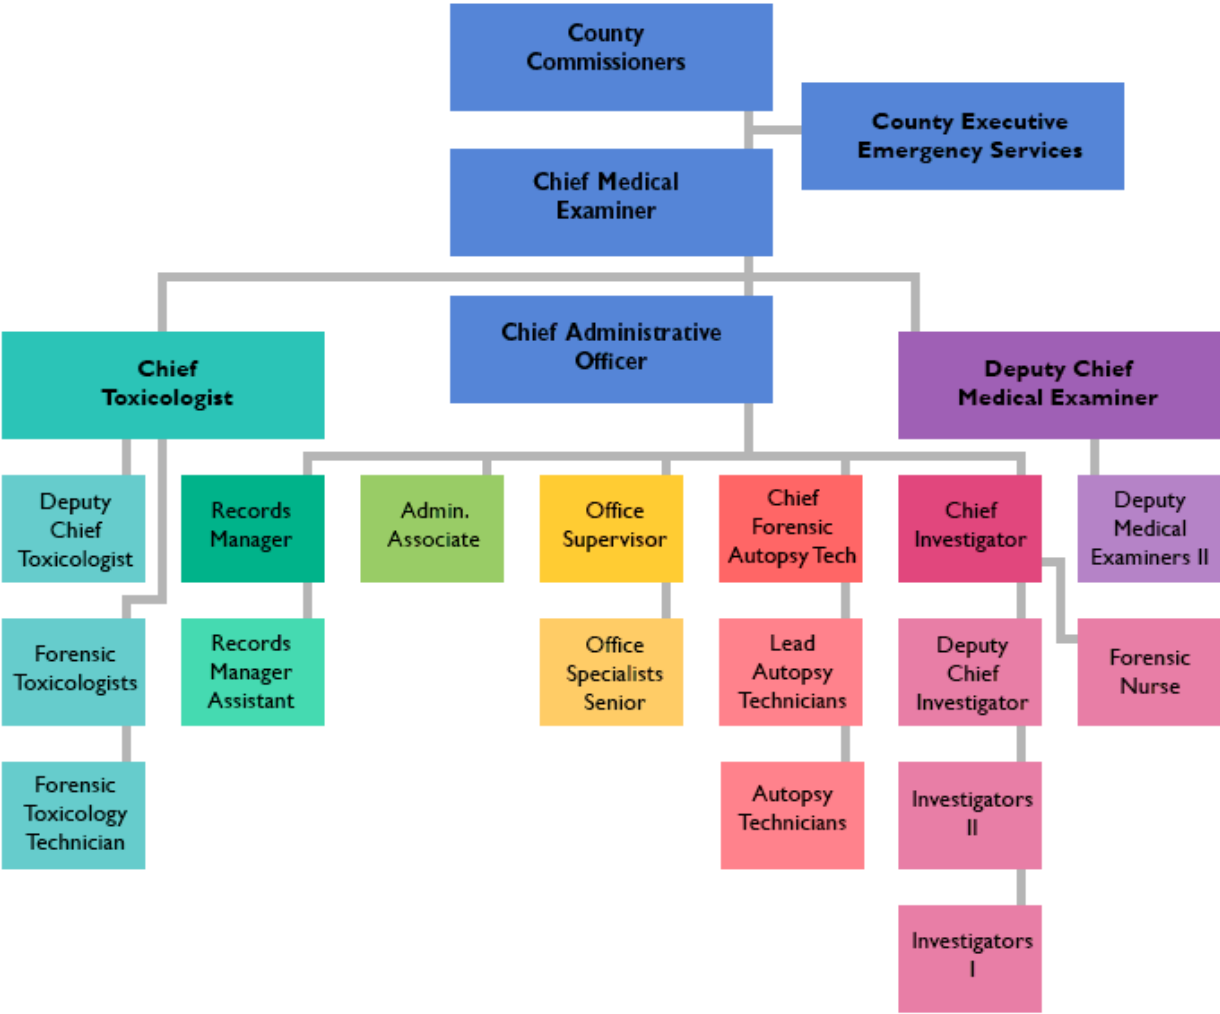 County
Commissioners
County Executive
Emergency Services
Chief Medical
Examiner
Chief Administrative
Officer
Chief
Toxicologist
Deputy Chief
Medical Examiner
Deputy
Chief
Toxicologist
Records
Manager
Admin.
Associate
Office
Supervisor
Chief
Forensic
Autopsy Tech
Chief
Investigator
Deputy
Medical
Examiners II
Forensic
Toxicologists
Records
Manager
Assistant
Office
Specialists
Senior
Lead
Autopsy
Technicians
Deputy
Chief
Investigator
Forensic
Nurse
Forensic
Toxicology
Technician
Autopsy
Technicians
Investigators
II
Investigators
I